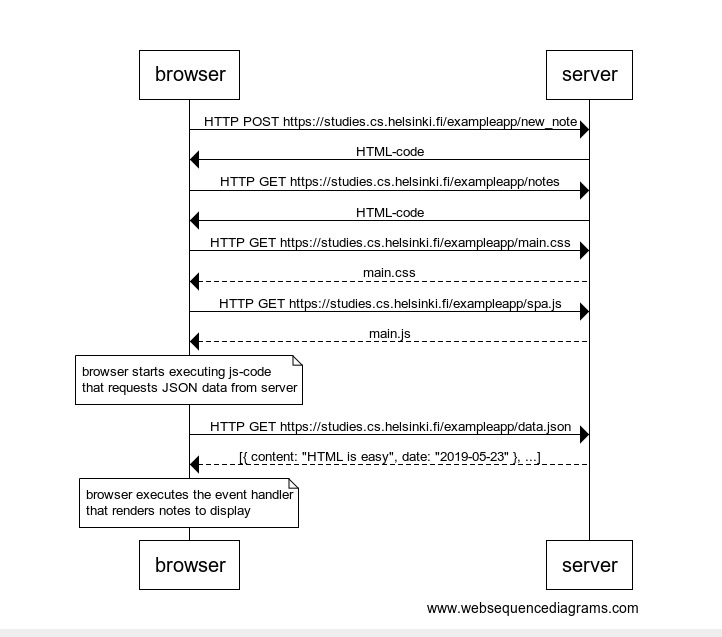 browser
server
HTTP POST https://studies.cs.helsinki.fi/exampleapp/new_note
HTML-code
HTTP GET https://studies.cs.helsinki.fi/exampleapp/notes
HTML-code
HTTP GET https://studies.cs.helsinki.fi/exampleapp/main.css
main.css
HTTP GET https://studies.cs.helsinki.fi/exampleapp/spa.js
main.js
browser starts executing js-code
that requests JSON data from server
HTTP GET https://studies.cs.helsinki.fi/exampleapp/data.json
[{ content: "HTML is easy", date: "2019-05-23" }, ...]
browser executes the event handler
that renders notes to display
browser
server
www.websequencediagrams.com